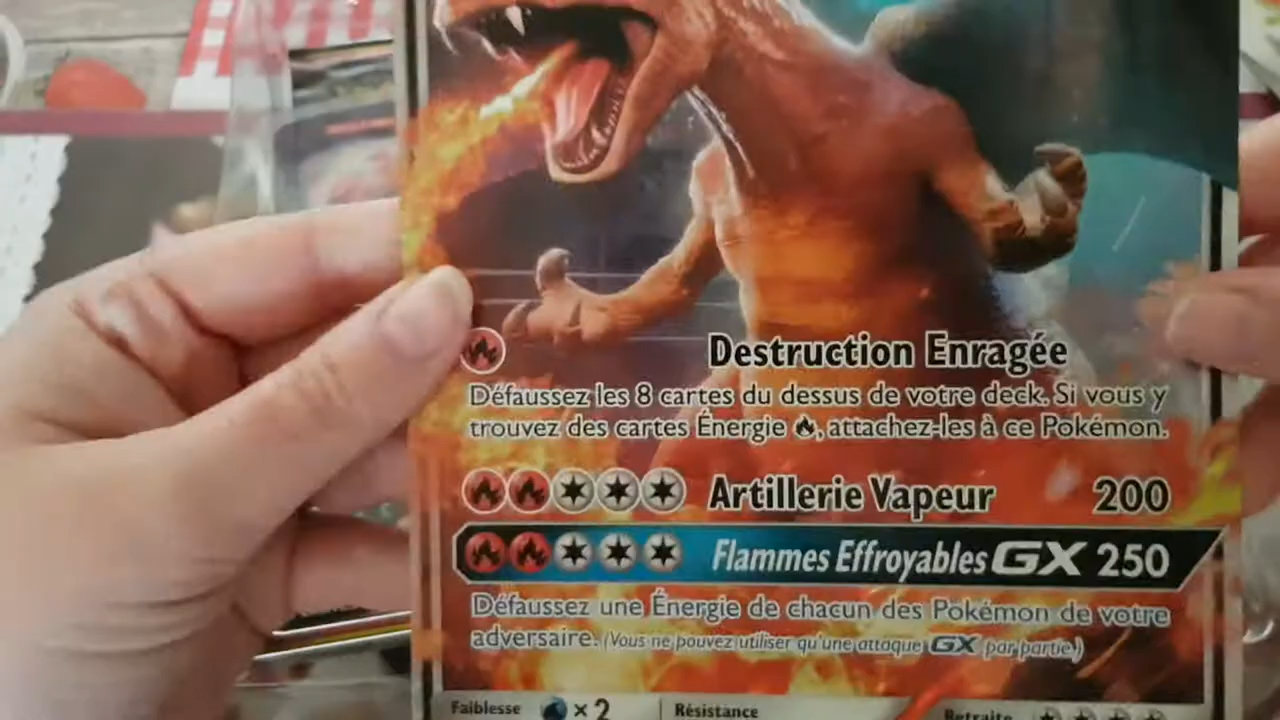 Destruction Enragée
Défaussez les 8 cartes du dessus de votre deck. Si vous y
trouvez des cartes Énergie , attachez-les à ce Pokémon.
Artillerie Vapeur 200
Flammes Effroyables GX 250
Défaussez une Énergie de chacun des Pokémon de votre
adversaire. (Vous ne pouvez utiliser qu'une attaque GX par partie.)
Faiblesse ×2 Résistance Retraite